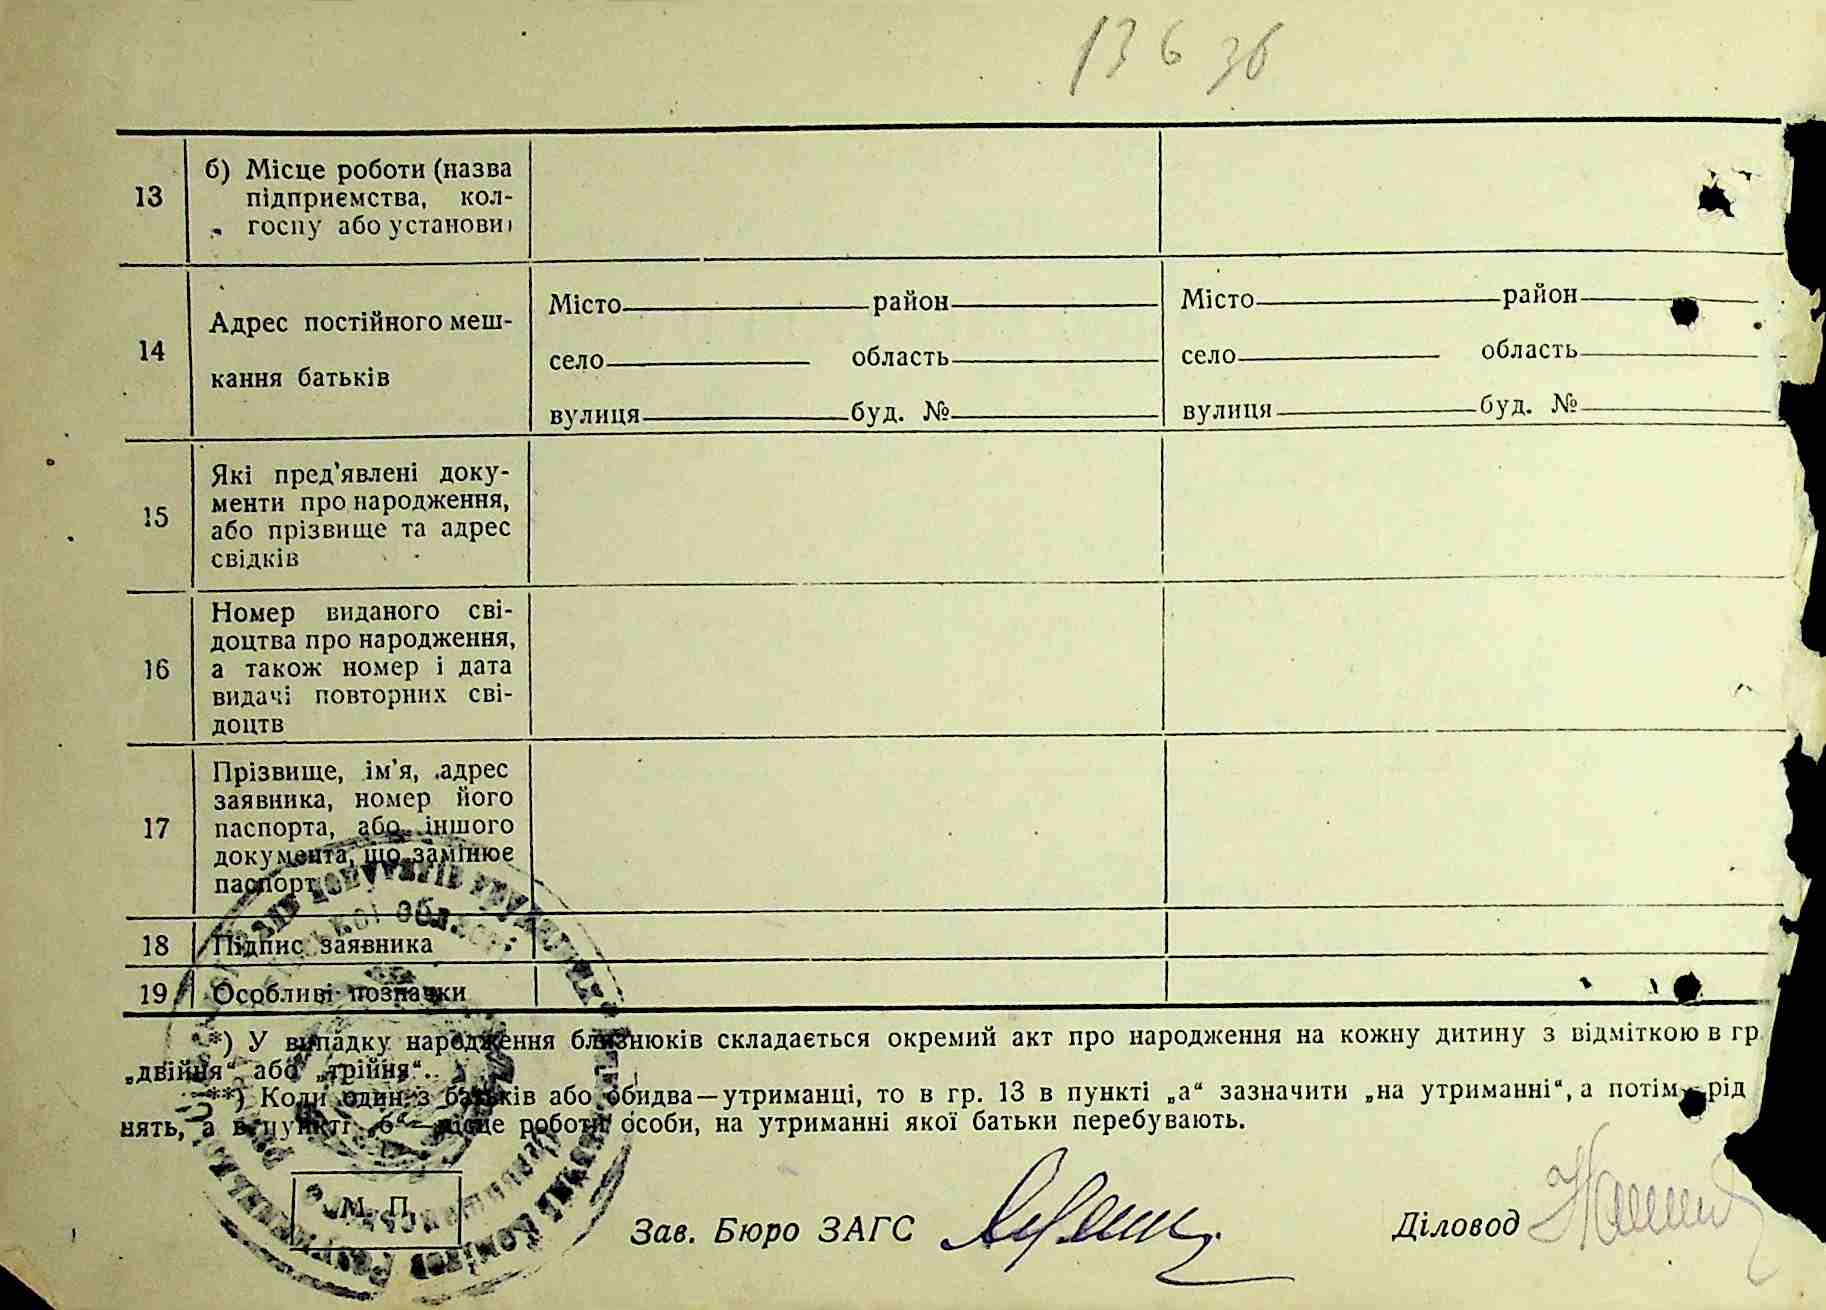 13 6 36
13
б) Місце роботи (назва
підприємства, кол-
госпу або установи
14
Адрес постійного меш-
кання батьків
Місто район
село область
вулиця буд. №
Місто район
село область
вулиця буд. №
15
Які пред'явлені доку-
менти про народження,
або прізвище та адрес
свідків
16
Номер виданого сві-
доцтва про народження,
а також номер і дата
видачі повторних сві-
доцтв
17
Прізвище, ім'я, адрес
заявника, номер його
паспорта, або іншого
документа, що замінює
паспорт
18 Підпис заявника
19 Особливі позначки
*) У випадку народження близнюків складається окремий акт про народження на кожну дитину з відміткою в гр.
„двійня“ або „трійня“.
**) Коли один з батьків або обидва—утриманці, то в гр. 13 в пункті „а“ зазначити „на утриманні“, а потім рід
нять, а в пункті „б“—місце роботи особи, на утриманні якої батьки перебувають.
М. П.
Зав. Бюро ЗАГС
Діловод